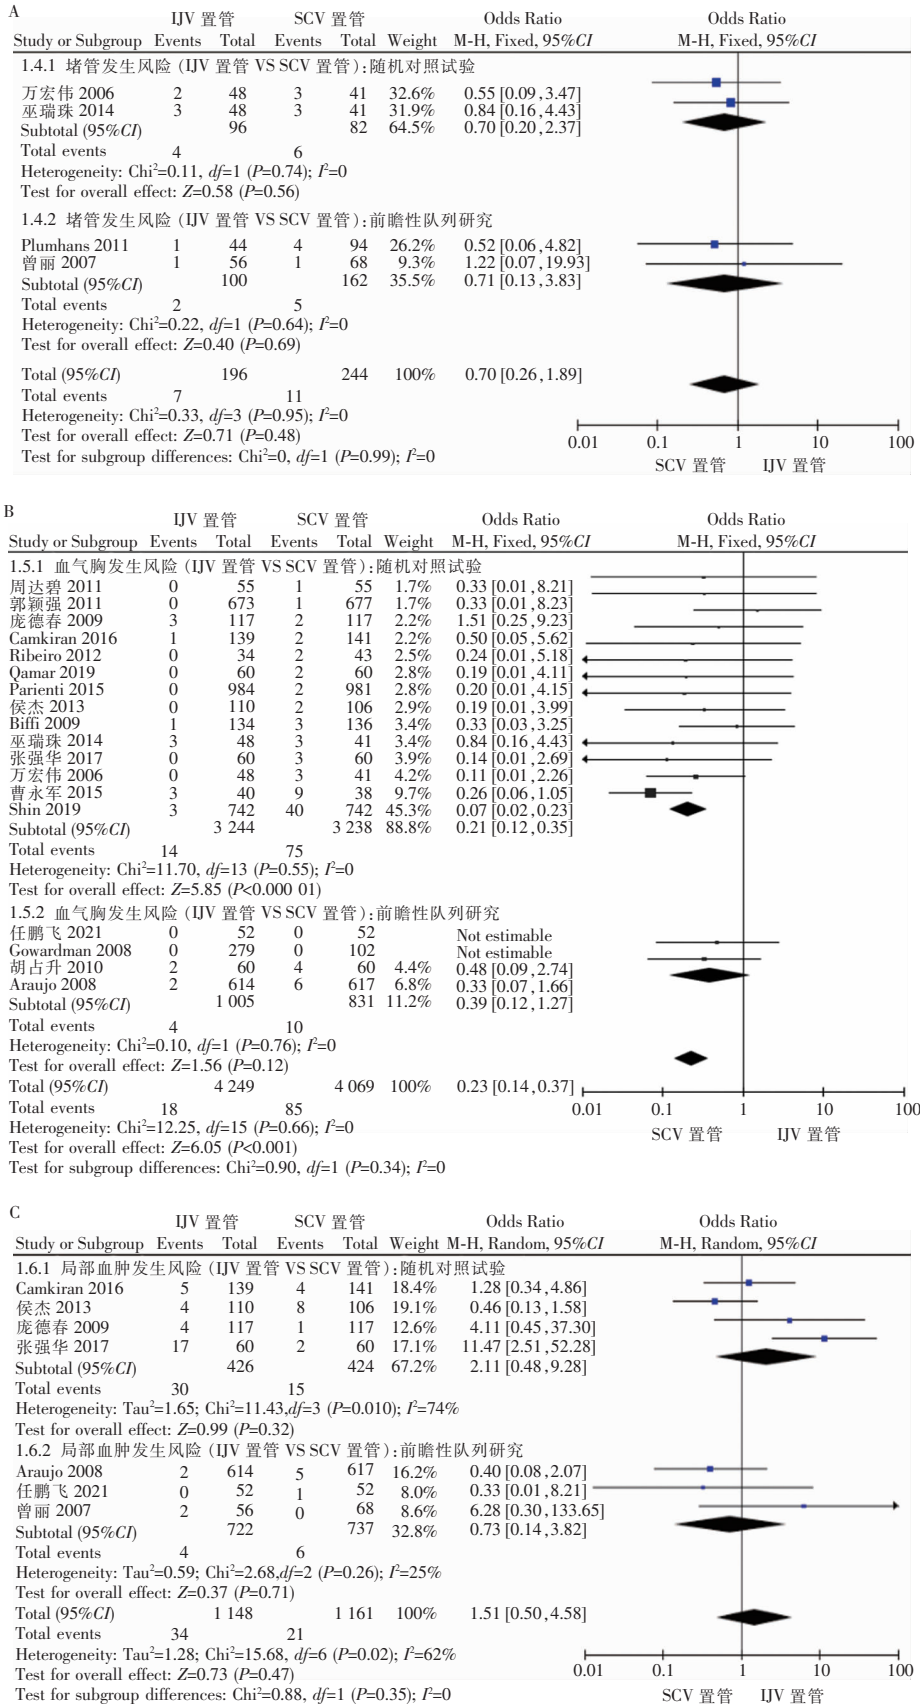 A
IJV 置管 SCV 置管 Odds Ratio Odds Ratio
Study or Subgroup Events Total Events Total Weight M-H, Fixed, 95%CI M-H, Fixed, 95%CI
1.4.1 堵管发生风险 (IJV 置管 VS SCV 置管):随机对照试验
万宏伟 2006 2 48 3 41 32.6% 0.55 [0.09,3.47]
巫瑞珠 2014 3 48 3 41 31.9% 0.84 [0.16,4.43]
Subtotal (95%CI) 96 82 64.5% 0.70 [0.20,2.37]
Total events 4 6
Heterogeneity: Chi²=0.11, df=1 (P=0.74); I²=0
Test for overall effect: Z=0.58 (P=0.56)
1.4.2 堵管发生风险 (IJV 置管 VS SCV 置管):前瞻性队列研究
Plumhans 2011 1 44 4 94 26.2% 0.52 [0.06,4.82]
曾丽 2007 1 56 1 68 9.3% 1.22 [0.07,19.93]
Subtotal (95%CI) 100 162 35.5% 0.71 [0.13,3.83]
Total events 2 5
Heterogeneity: Chi²=0.22, df=1 (P=0.64); I²=0
Test for overall effect: Z=0.40 (P=0.69)
Total (95%CI) 196 244 100% 0.70 [0.26,1.89]
Total events 7 11
Heterogeneity: Chi²=0.33, df=3 (P=0.95); I²=0
Test for overall effect: Z=0.71 (P=0.48)
Test for subgroup differences: Chi²=0, df=1 (P=0.99); I²=0
0.01 0.1 1 10 100
SCV 置管 IJV 置管
B
IJV 置管 SCV 置管 Odds Ratio Odds Ratio
Study or Subgroup Events Total Events Total Weight M-H, Fixed, 95%CI M-H, Fixed, 95%CI
1.5.1 血气胸发生风险 (IJV 置管 VS SCV 置管):随机对照试验
周达碧 2011 0 55 1 55 1.7% 0.33 [0.01,8.21]
郭颖强 2011 0 673 1 677 1.7% 0.33 [0.01,8.23]
庞德春 2009 3 117 2 117 2.2% 1.51 [0.25,9.23]
Camkiran 2016 1 139 2 141 2.2% 0.50 [0.05,5.62]
Ribeiro 2012 0 34 2 43 2.5% 0.24 [0.01,5.18]
Qamar 2019 0 60 2 60 2.8% 0.19 [0.01,4.11]
Parienti 2015 0 984 2 981 2.8% 0.20 [0.01,4.15]
侯杰 2013 0 110 2 106 2.9% 0.19 [0.01,3.99]
Biffi 2009 1 134 3 136 3.4% 0.33 [0.03,3.25]
巫瑞珠 2014 3 48 3 41 3.4% 0.84 [0.16,4.43]
张强华 2017 0 60 3 60 3.9% 0.14 [0.01,2.69]
万宏伟 2006 0 48 3 41 4.2% 0.11 [0.01,2.26]
曹永军 2015 3 40 9 38 9.7% 0.26 [0.06,1.05]
Shin 2019 3 742 40 742 45.3% 0.07 [0.02,0.23]
Subtotal (95%CI) 3 244 3 238 88.8% 0.21 [0.12,0.35]
Total events 14 75
Heterogeneity: Chi²=11.70, df=13 (P=0.55); I²=0
Test for overall effect: Z=5.85 (P<0.000 01)
1.5.2 血气胸发生风险 (IJV 置管 VS SCV 置管):前瞻性队列研究
任鹏飞 2021 0 52 0 52 Not estimable
Gowardman 2008 0 279 0 102 Not estimable
胡占升 2010 2 60 4 60 4.4% 0.48 [0.09,2.74]
Araujo 2008 2 614 6 617 6.8% 0.33 [0.07,1.66]
Subtotal (95%CI) 1 005 831 11.2% 0.39 [0.12,1.27]
Total events 4 10
Heterogeneity: Chi²=0.10, df=1 (P=0.76); I²=0
Test for overall effect: Z=1.56 (P=0.12)
Total (95%CI) 4 249 4 069 100% 0.23 [0.14,0.37]
Total events 18 85
Heterogeneity: Chi²=12.25, df=15 (P=0.66); I²=0
Test for overall effect: Z=6.05 (P<0.001)
Test for subgroup differences: Chi²=0.90, df=1 (P=0.34); I²=0
0.01 0.1 1 10 100
SCV 置管 IJV 置管
C
IJV 置管 SCV 置管 Odds Ratio Odds Ratio
Study or Subgroup Events Total Events Total Weight M-H, Random, 95%CI M-H, Random, 95%CI
1.6.1 局部血肿发生风险 (IJV 置管 VS SCV 置管):随机对照试验
Camkiran 2016 5 139 4 141 18.4% 1.28 [0.34,4.86]
侯杰 2013 4 110 8 106 19.1% 0.46 [0.13,1.58]
庞德春 2009 4 117 1 117 12.6% 4.11 [0.45,37.30]
张强华 2017 17 60 2 60 17.1% 11.47 [2.51,52.28]
Subtotal (95%CI) 426 424 67.2% 2.11 [0.48,9.28]
Total events 30 15
Heterogeneity: Tau²=1.65; Chi²=11.43,df=3 (P=0.010); I²=74%
Test for overall effect: Z=0.99 (P=0.32)
1.6.2 局部血肿发生风险 (IJV 置管 VS SCV 置管):前瞻性队列研究
Araujo 2008 2 614 5 617 16.2% 0.40 [0.08,2.07]
任鹏飞 2021 0 52 1 52 8.0% 0.33 [0.01,8.21]
曾丽 2007 2 56 0 68 8.6% 6.28 [0.30,133.65]
Subtotal (95%CI) 722 737 32.8% 0.73 [0.14,3.82]
Total events 4 6
Heterogeneity: Tau²=0.59; Chi²=2.68,df=2 (P=0.26); I²=25%
Test for overall effect: Z=0.37 (P=0.71)
Total (95%CI) 1 148 1 161 100% 1.51 [0.50,4.58]
Total events 34 21
Heterogeneity: Tau²=1.28; Chi²=15.68, df=6 (P=0.02); I²=62%
Test for overall effect: Z=0.73 (P=0.47)
Test for subgroup differences: Chi²=0.88, df=1 (P=0.35); I²=0
0.01 0.1 1 10 100
SCV 置管 IJV 置管